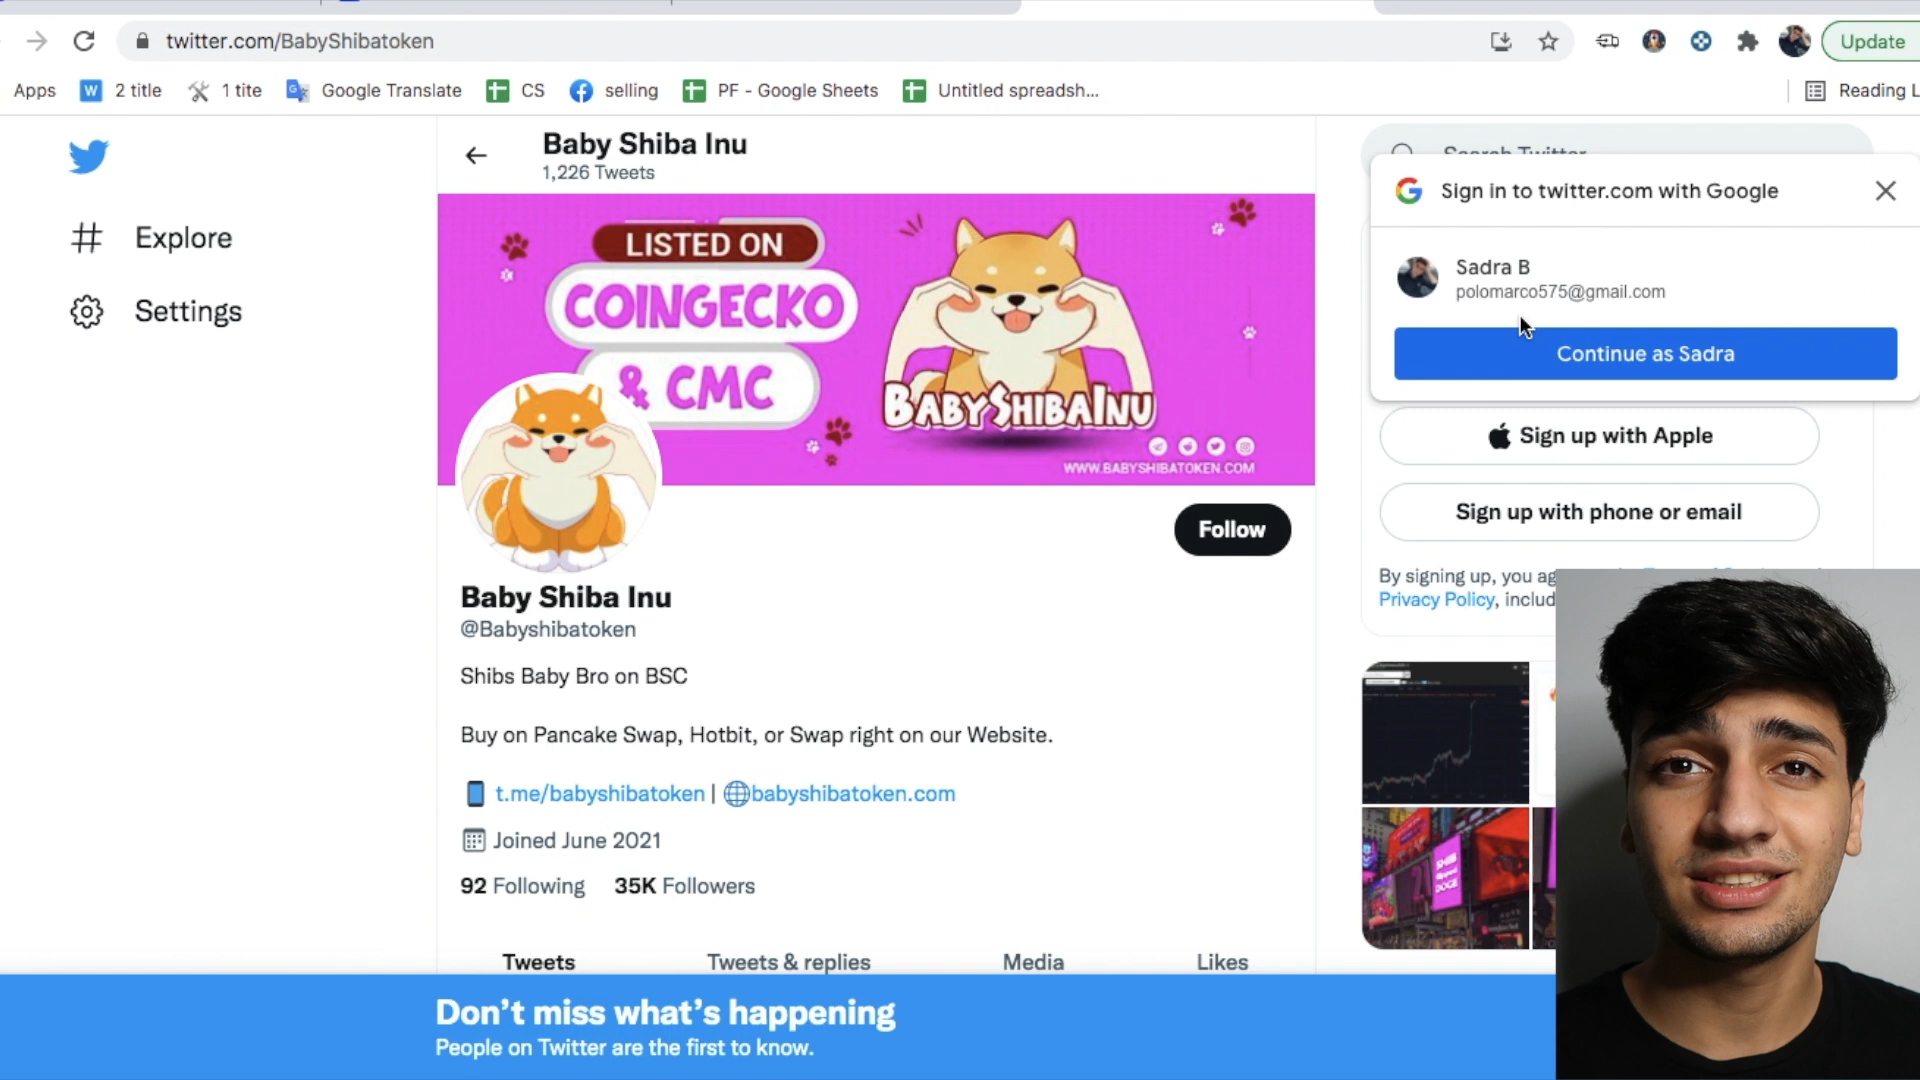 twitter.com/BabyShibatoken
Update
Apps
2 title
1 tite
Google Translate
CS
selling
PF - Google Sheets
Untitled spreadsh...
Reading L
Baby Shiba Inu
1,226 Tweets
Explore
Settings
LISTED ON
COINGECKO
& CMC
BABYSHIBAINU
WWW.BABYSHIBATOKEN.COM
Search Twitter
Sign in to twitter.com with Google
Sadra B
polomarco575@gmail.com
Continue as Sadra
Sign up with Apple
Sign up with phone or email
By signing up, you ag
Privacy Policy, includ
Follow
Baby Shiba Inu
@Babyshibatoken
Shibs Baby Bro on BSC
Buy on Pancake Swap, Hotbit, or Swap right on our Website.
t.me/babyshibatoken | babyshibatoken.com
Joined June 2021
92 Following 35K Followers
Tweets Tweets & replies Media Likes
Don't miss what's happening
People on Twitter are the first to know.